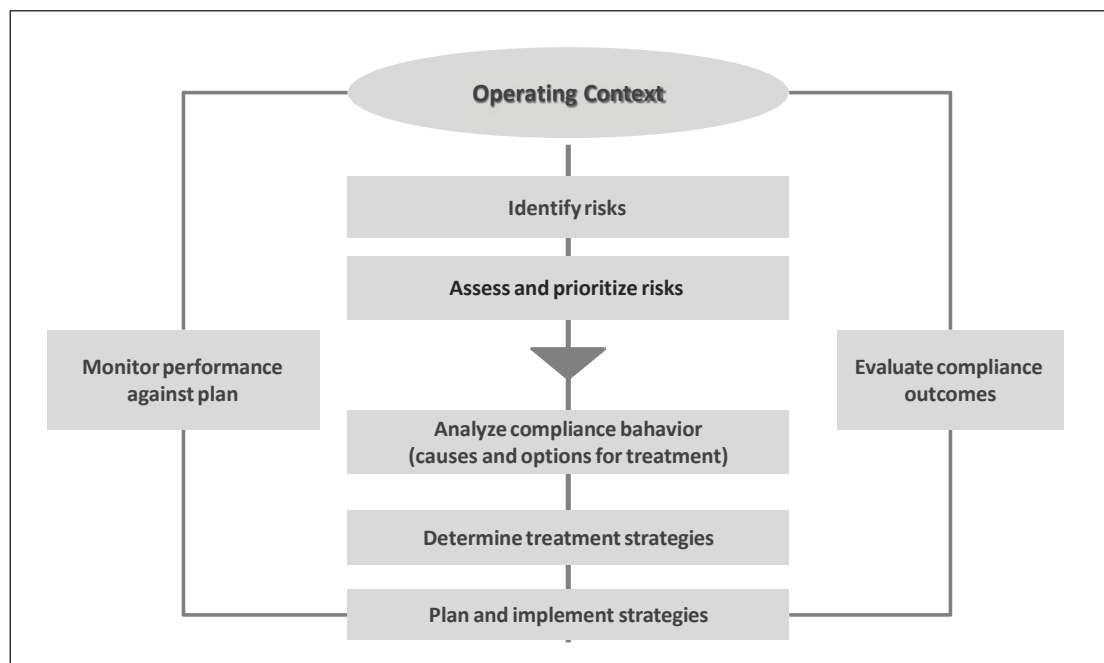 Operating Context
Identify risks
Assess and prioritize risks
Monitor performance
against plan
Evaluate compliance
outcomes
Analyze compliance bahavior
(causes and options for treatment)
Determine treatment strategies
Plan and implement strategies